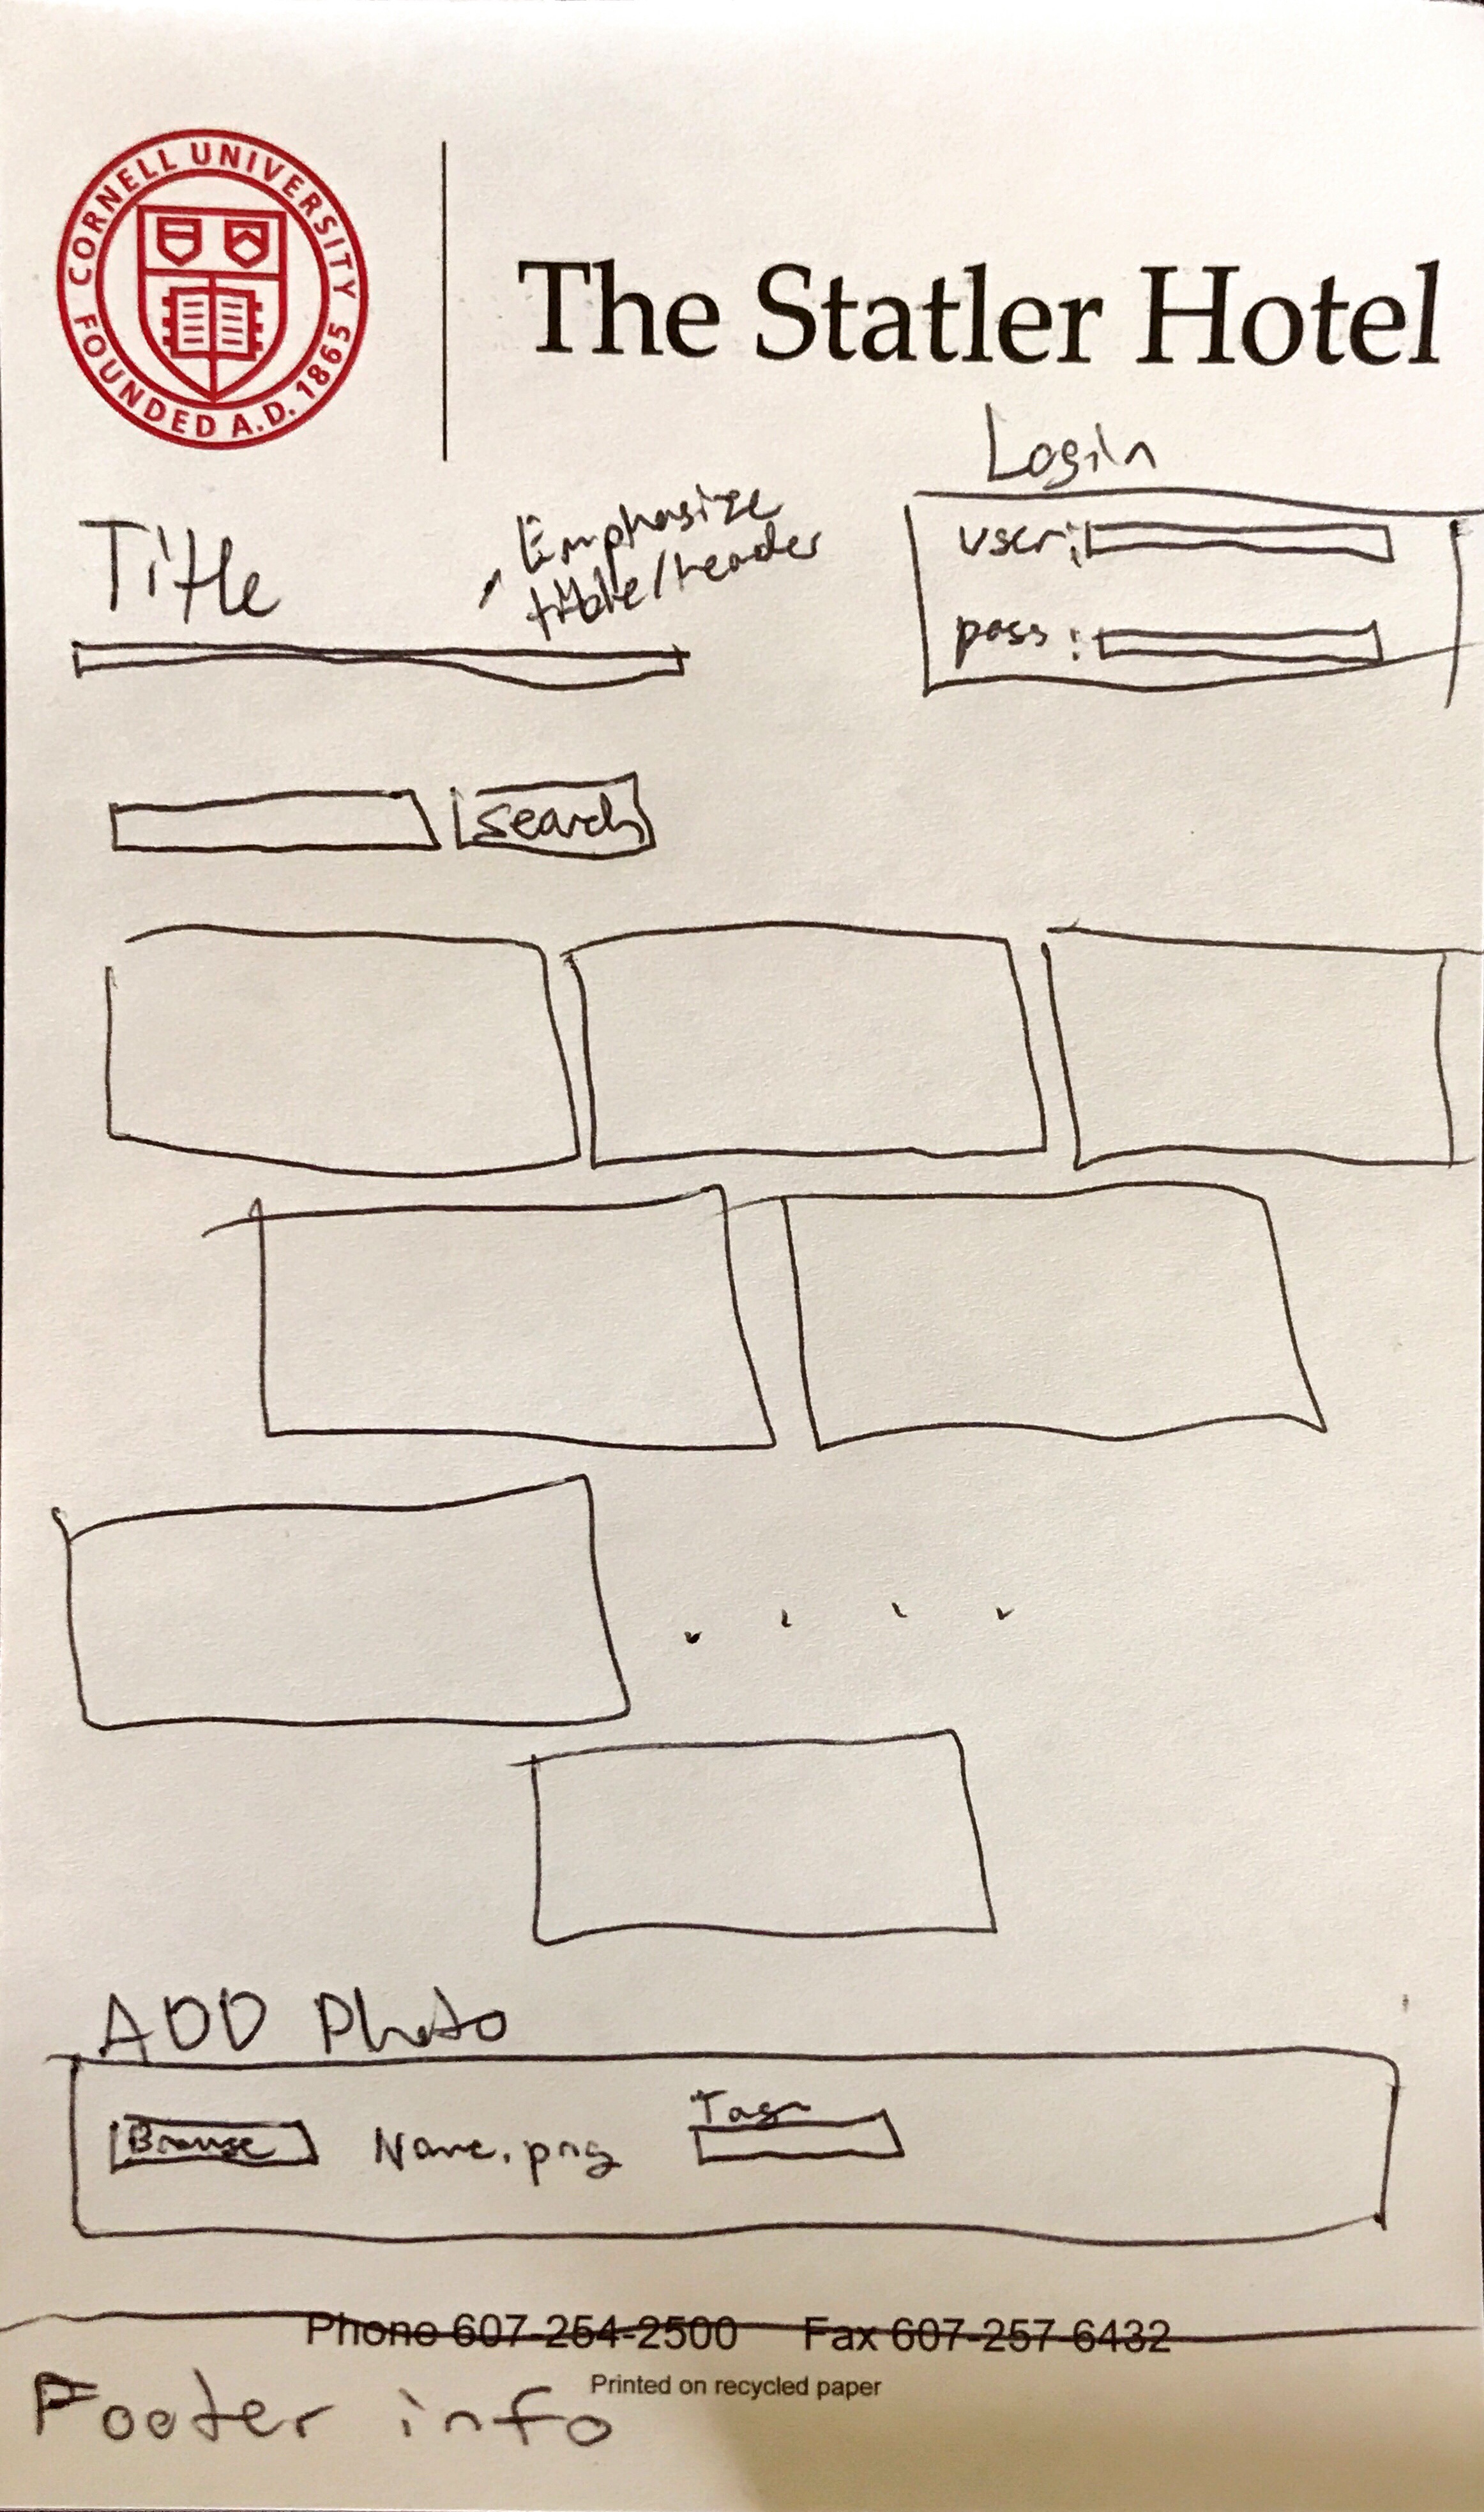 CORNELL UNIVERSITY
FOUNDED A.D. 1865
The Statler Hotel
Login
Title
Emphasize
title/header
user:
pass:
search
ADD Photo
Browse
Name.png
Tags
Phone 607-254-2500 Fax 607-257-6432
Printed on recycled paper
Footer info